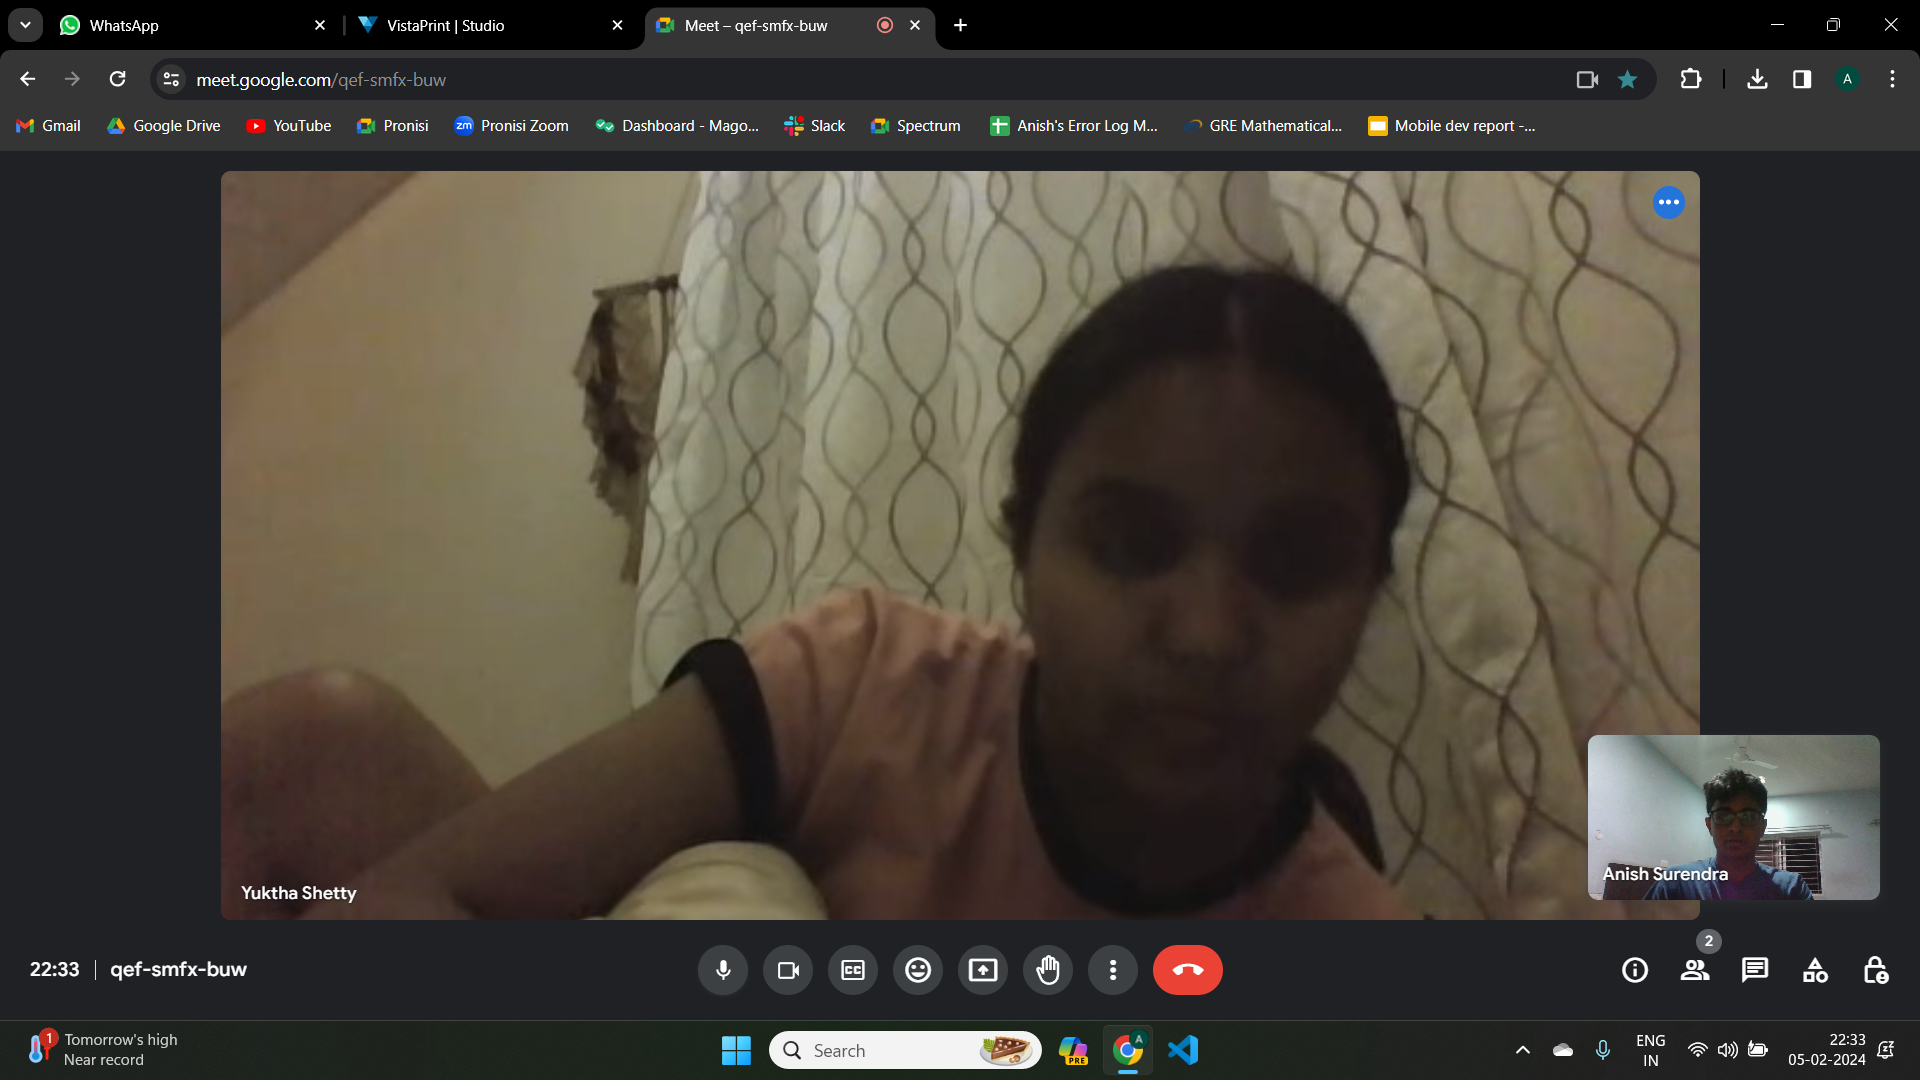 WhatsApp
VistaPrint | Studio
Meet – qef-smfx-buw
meet.google.com/qef-smfx-buw
A
Gmail
Google Drive
YouTube
Pronisi
zm
Pronisi Zoom
Dashboard - Mago...
Slack
Spectrum
Anish's Error Log M...
GRE Mathematical...
Mobile dev report -...
Yuktha Shetty
Anish Surendra
22:33
qef-smfx-buw
CC
2
1
Tomorrow's high
Near record
Search
PRE
A
ENG
IN
22:33
05-02-2024